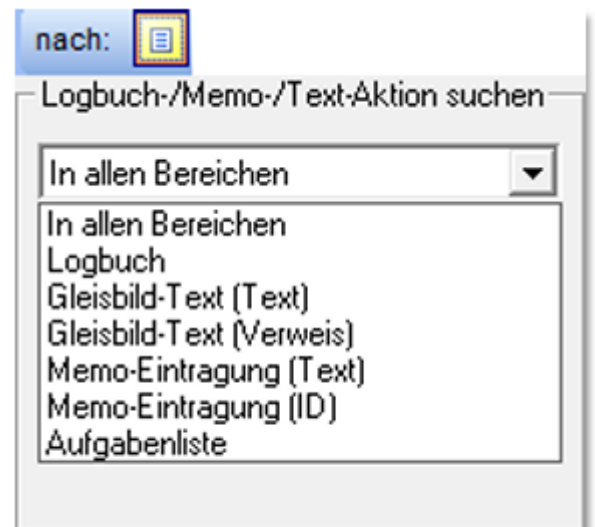 nach:
Logbuch-/Memo-/Text-Aktion suchen
In allen Bereichen
In allen Bereichen
Logbuch
Gleisbild-Text (Text)
Gleisbild-Text (Verweis)
Memo-Eintragung (Text)
Memo-Eintragung (ID)
Aufgabenliste